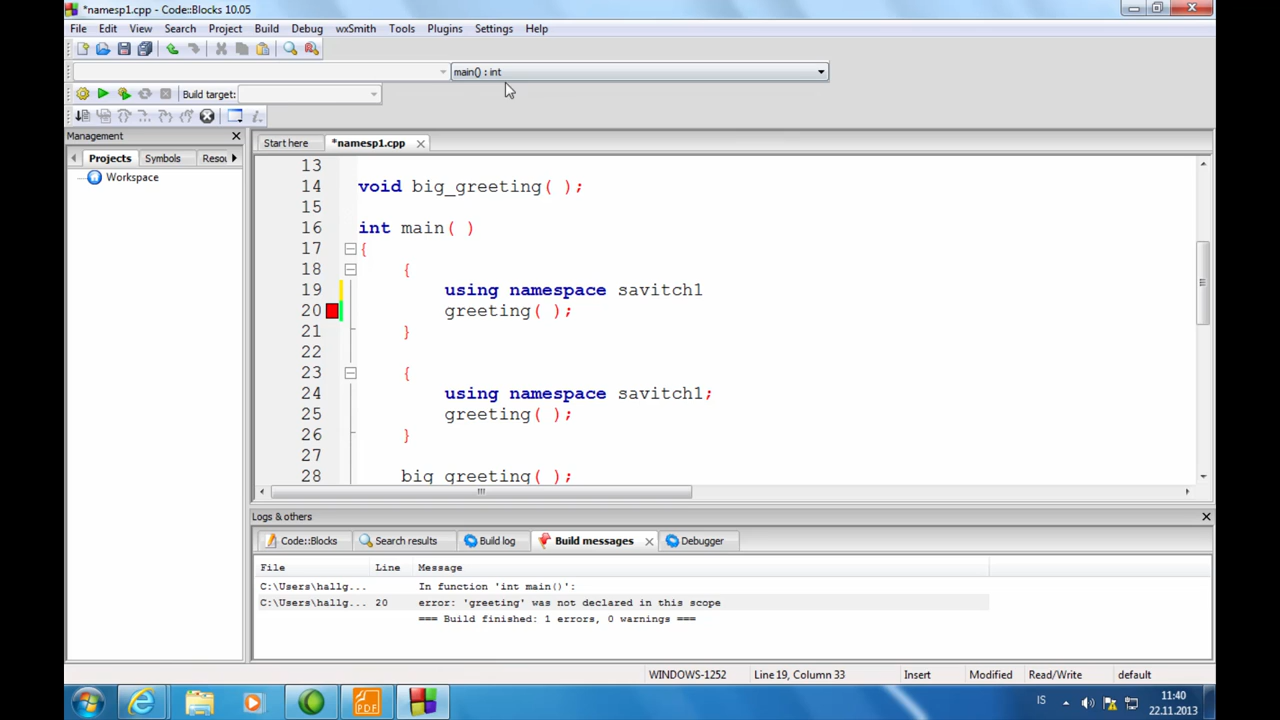 *namesp1.cpp - Code::Blocks 10.05
File Edit View Search Project Build Debug wxSmith Tools Plugins Settings Help
main() : int
Build target:
Management
Projects Symbols Resou
Workspace
Start here *namesp1.cpp
13
14 void big_greeting( );
15
16 int main( )
17 {
18 {
19 using namespace savitch1
20 greeting( );
21 }
22
23 {
24 using namespace savitch1;
25 greeting( );
26 }
27
28 big greeting( );
Logs & others
Code::Blocks Search results Build log Build messages Debugger
File Line Message
C:\Users\hallg... In function 'int main()':
C:\Users\hallg... 20 error: 'greeting' was not declared in this scope
=== Build finished: 1 errors, 0 warnings ===
WINDOWS-1252 Line 19, Column 33 Insert Modified Read/Write default
PDF
IS
11:40
22.11.2013